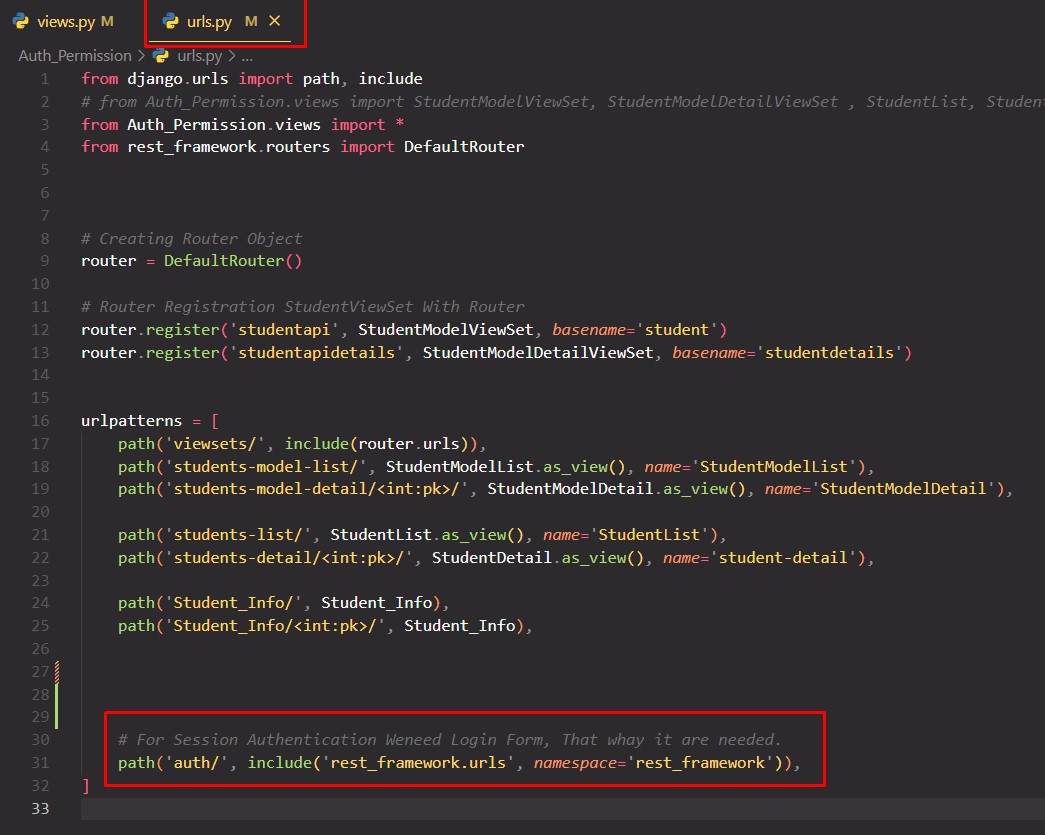 views.py M urls.py M ×
Auth_Permission > urls.py > ...
1 from django.urls import path, include
2 # from Auth_Permission.views import StudentModelViewSet, StudentModelDetailViewSet , StudentList, Student
3 from Auth_Permission.views import *
4 from rest_framework.routers import DefaultRouter
5
6
7
8 # Creating Router Object
9 router = DefaultRouter()
10
11 # Router Registration StudentViewSet With Router
12 router.register('studentapi', StudentModelViewSet, basename='student')
13 router.register('studentapidetails', StudentModelDetailViewSet, basename='studentdetails')
14
15
16 urlpatterns = [
17 path('viewsets/', include(router.urls)),
18 path('students-model-list/', StudentModelList.as_view(), name='StudentModelList'),
19 path('students-model-detail/<int:pk>/', StudentModelDetail.as_view(), name='StudentModelDetail'),
20
21 path('students-list/', StudentList.as_view(), name='StudentList'),
22 path('students-detail/<int:pk>/', StudentDetail.as_view(), name='student-detail'),
23
24 path('Student_Info/', Student_Info),
25 path('Student_Info/<int:pk>/', Student_Info),
26
27
28
29
30 # For Session Authentication Weneed Login Form, That whay it are needed.
31 path('auth/', include('rest_framework.urls', namespace='rest_framework')),
32 ]
33